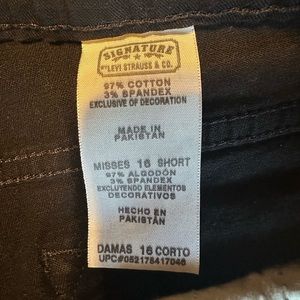 SIGNATURE
BY LEVI STRAUSS & CO.
97% COTTON
3% SPANDEX
EXCLUSIVE OF DECORATION
MADE IN
PAKISTAN
MISSES 16 SHORT
97% ALGODÓN
3% SPANDEX
EXCLUYENDO ELEMENTOS
DECORATIVOS
HECHO EN
PAKISTAN
DAMAS 16 CORTO
UPC#052178417046